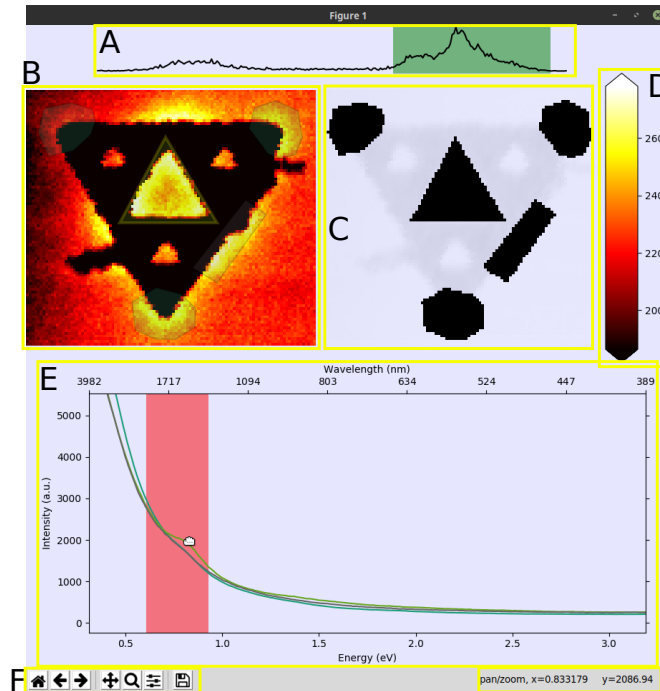 Figure 1
A
B
D
260
240
C
220
200
E
Wavelength (nm)
3982 1717 1094 803 634 524 447 389
5000
4000
3000
2000
1000
0
Intensity (a.u.)
0.5 1.0 1.5 2.0 2.5 3.0
Energy (eV)
F
pan/zoom, x=0.833179 y=2086.94